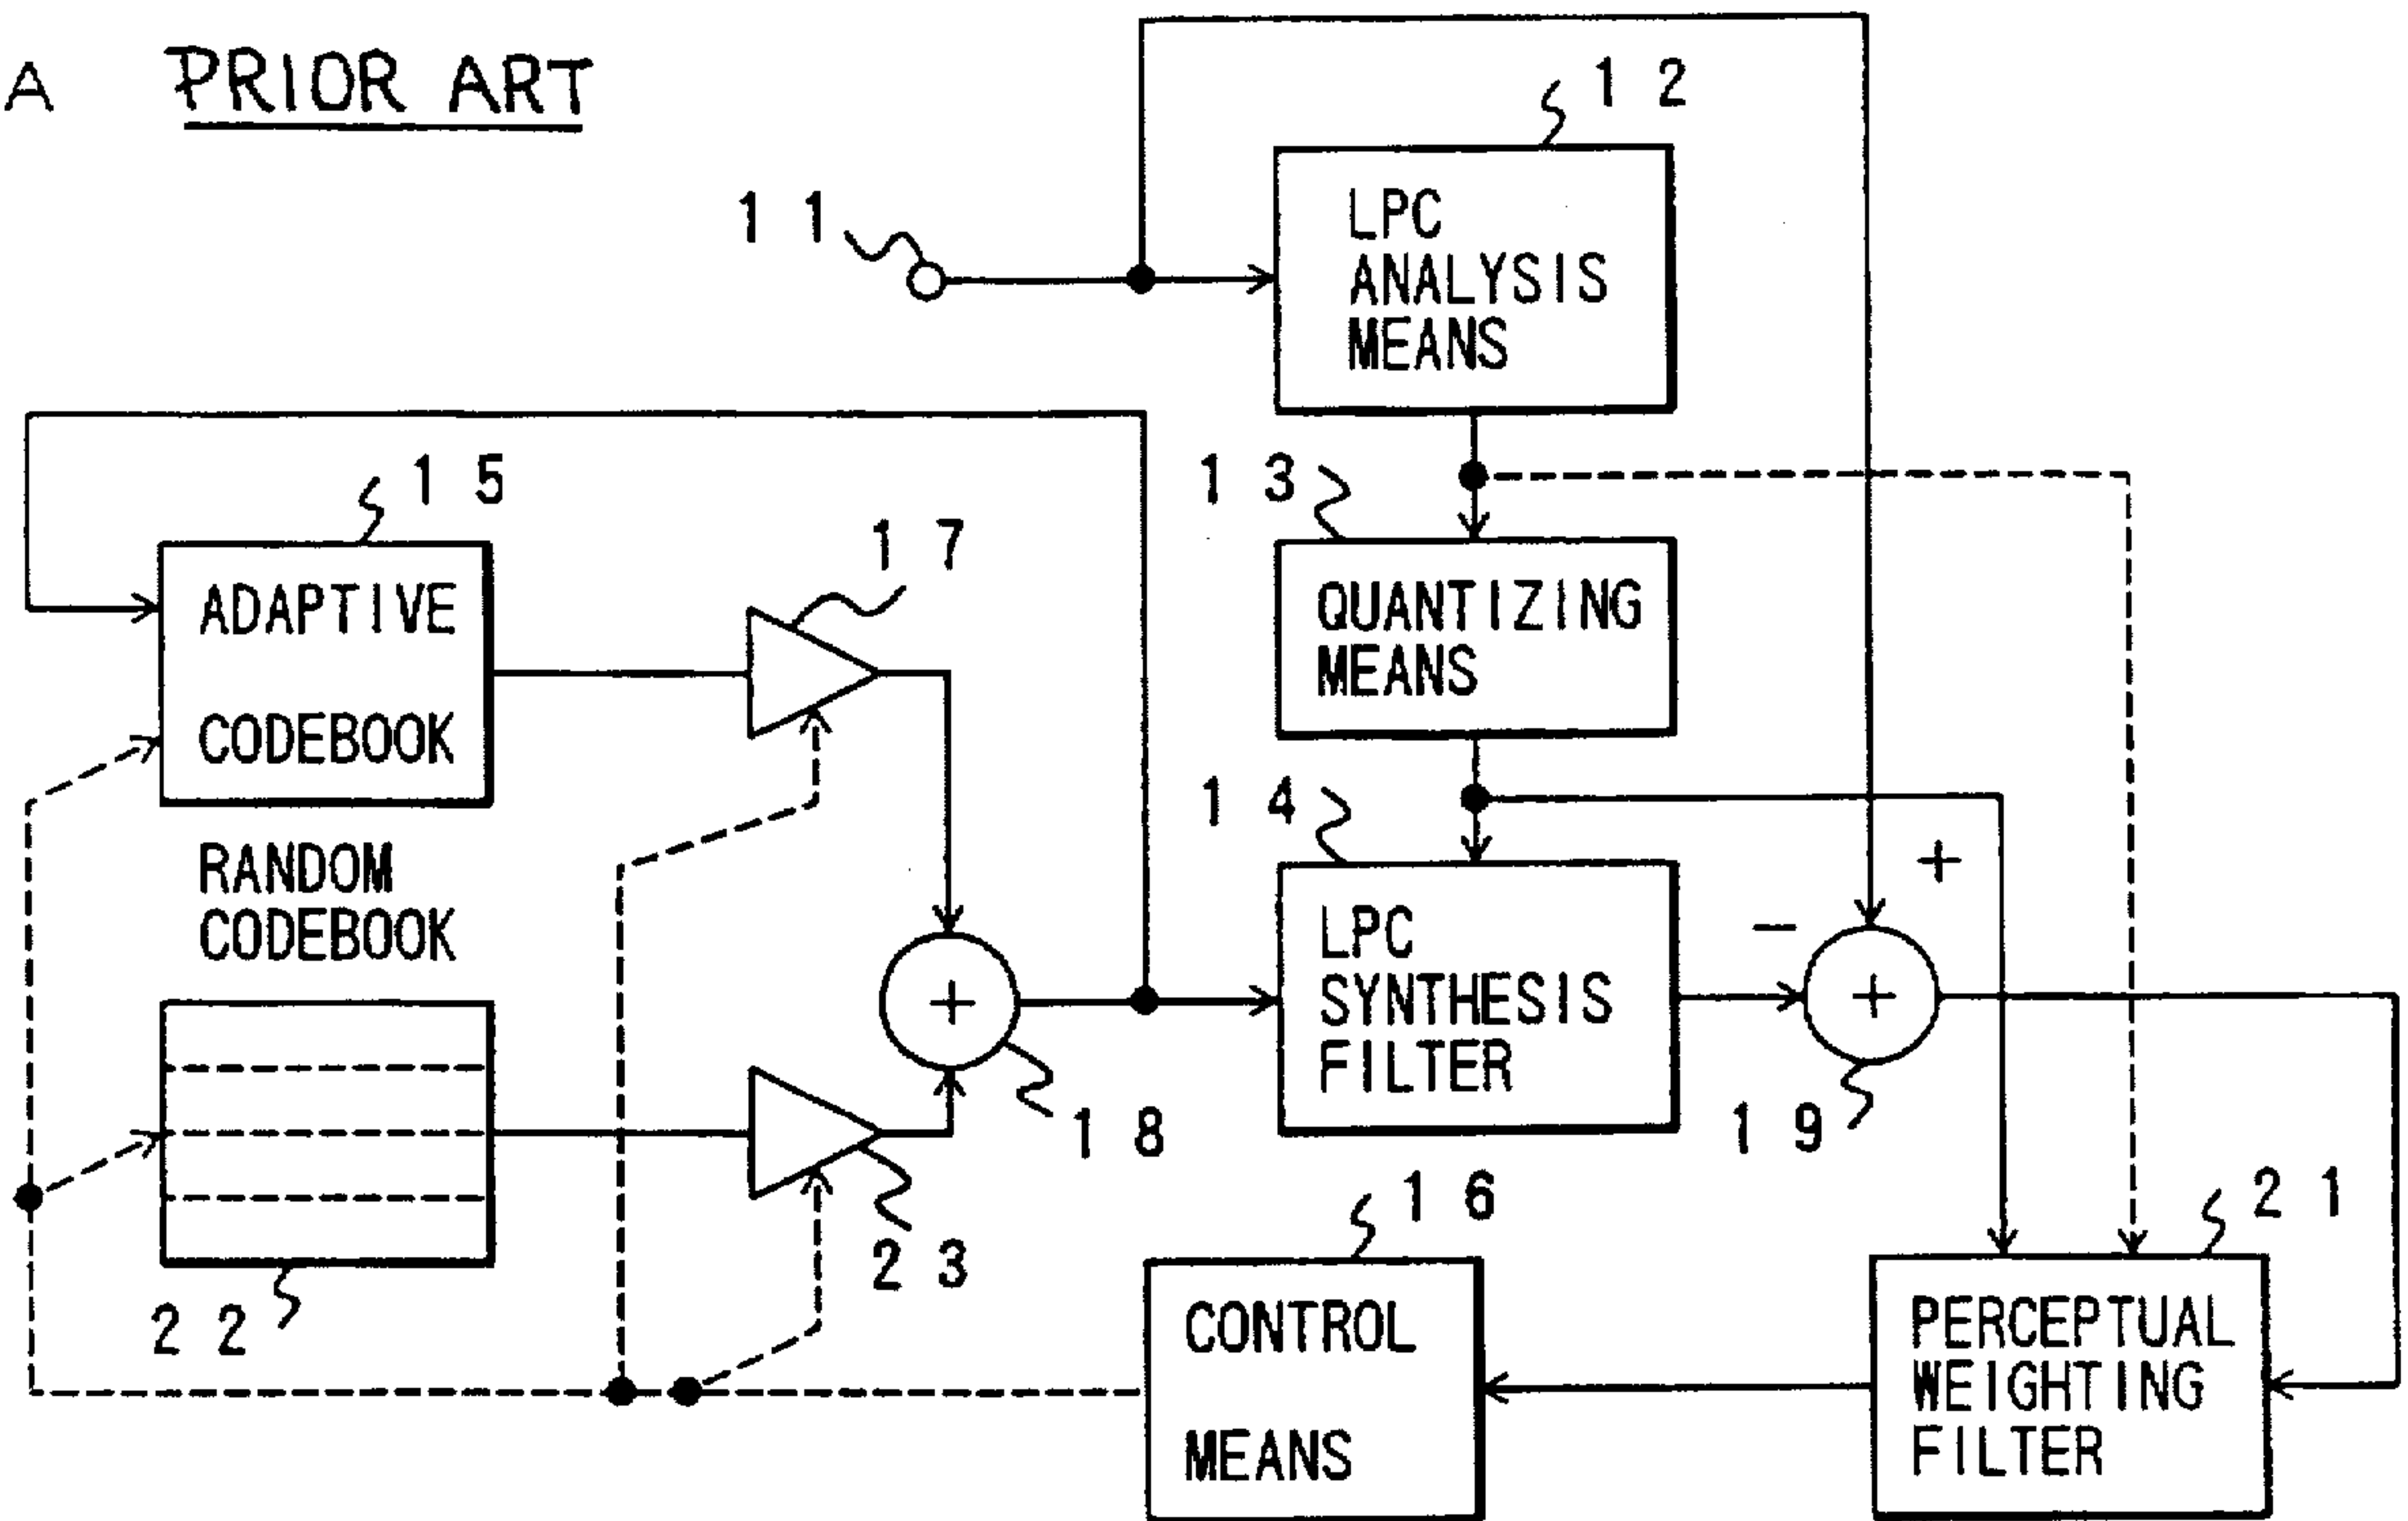 A PRIOR ART
1 2
1 1
LPC
ANALYSIS
MEANS
1 3
1 5
1 7
ADAPTIVE
CODEBOOK
QUANTIZING
MEANS
1 4
RANDOM
CODEBOOK
+
−
LPC
SYNTHESIS
FILTER
+
+
1 8
1 9
1 6
2 1
2 3
2 2
CONTROL
MEANS
PERCEPTUAL
WEIGHTING
FILTER